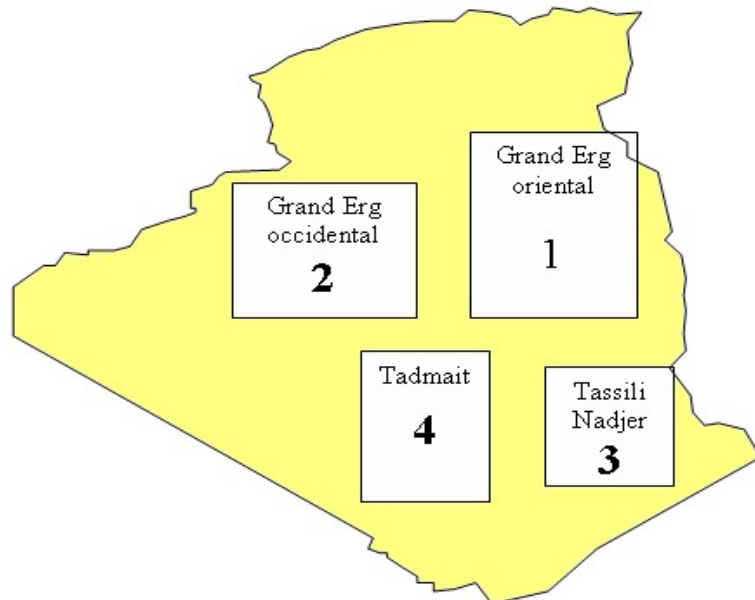 Grand Erg
oriental
1
Grand Erg
occidental
2
Tadmait
4
Tassili
Nadjer
3